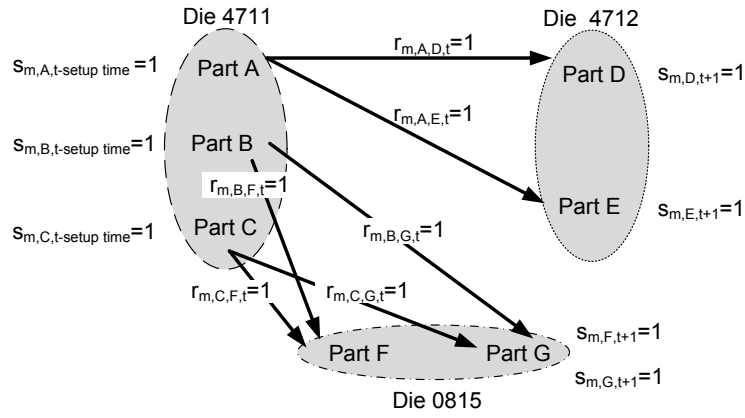 Die 4711
Die 4712
r_{m,A,D,t}=1
s_{m,A,t-setup time}=1
Part A
Part D
s_{m,D,t+1}=1
r_{m,A,E,t}=1
s_{m,B,t-setup time}=1
Part B
r_{m,B,F,t}=1
Part E
s_{m,E,t+1}=1
s_{m,C,t-setup time}=1
Part C
r_{m,B,G,t}=1
r_{m,C,F,t}=1
r_{m,C,G,t}=1
s_{m,F,t+1}=1
Part F
Part G
s_{m,G,t+1}=1
Die 0815